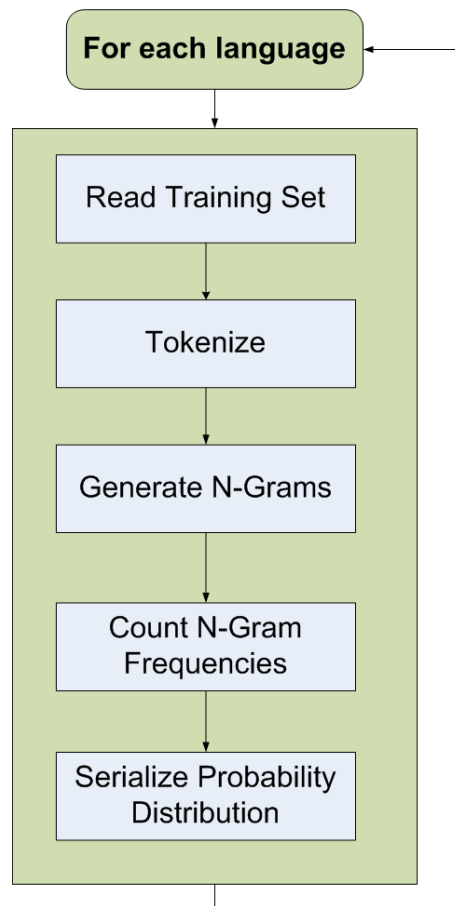 For each language
Read Training Set
Tokenize
Generate N-Grams
Count N-Gram
Frequencies
Serialize Probability
Distribution